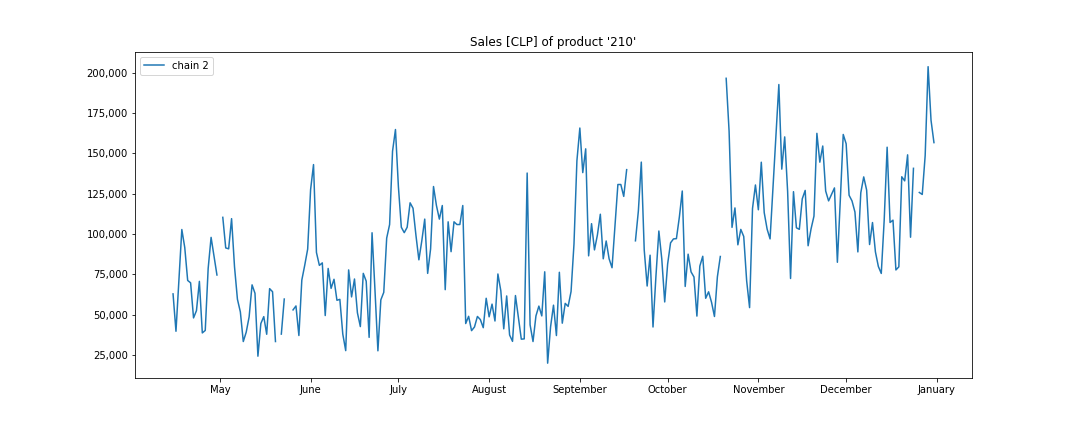 Sales [CLP] of product '210'
chain 2
200,000
175,000
150,000
125,000
100,000
75,000
50,000
25,000
May June July August September October November December January